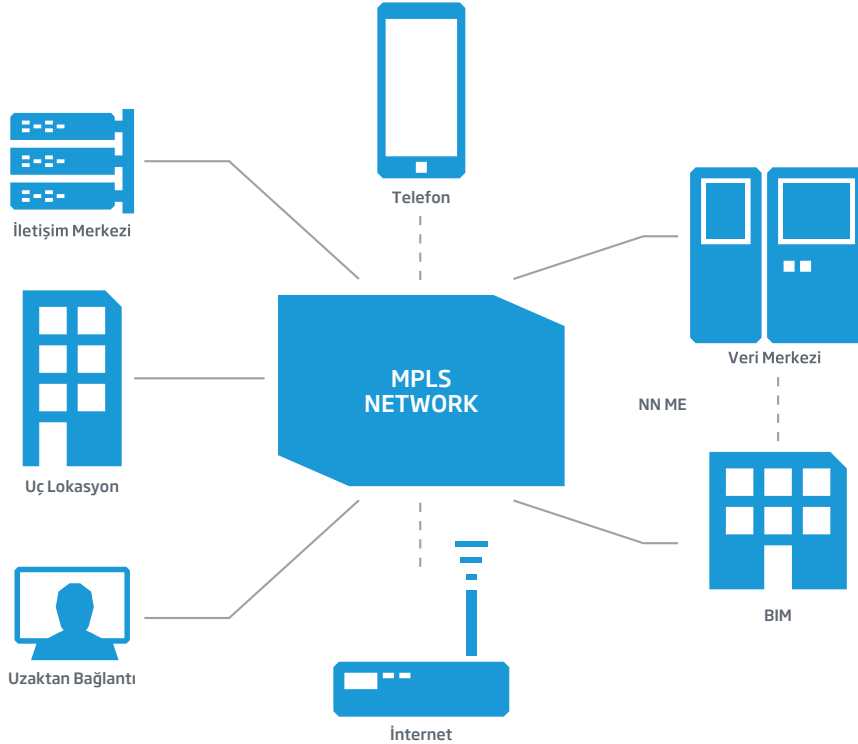 Telefon
İletişim Merkezi
Veri Merkezi
MPLS
NETWORK
NN ME
Uç Lokasyon
BIM
Uzaktan Bağlantı
İnternet